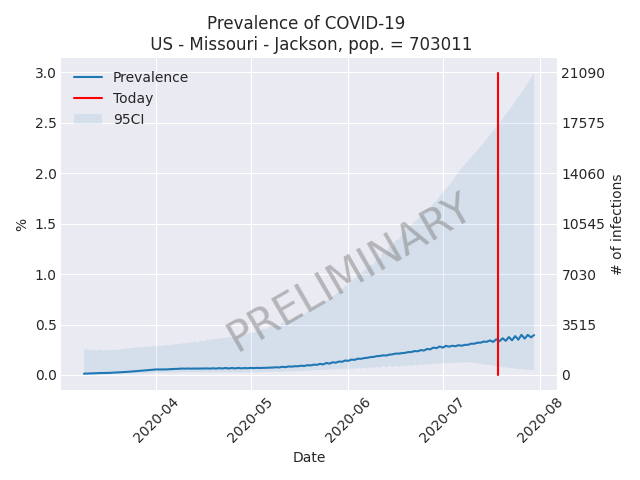 Prevalence of COVID-19
US - Missouri - Jackson, pop. = 703011
Prevalence
Today
95CI
3.0
2.5
2.0
1.5
1.0
0.5
0.0
%
21090
17575
14060
10545
7030
3515
0
# of infections
PRELIMINARY
2020-04
2020-05
2020-06
2020-07
2020-08
Date